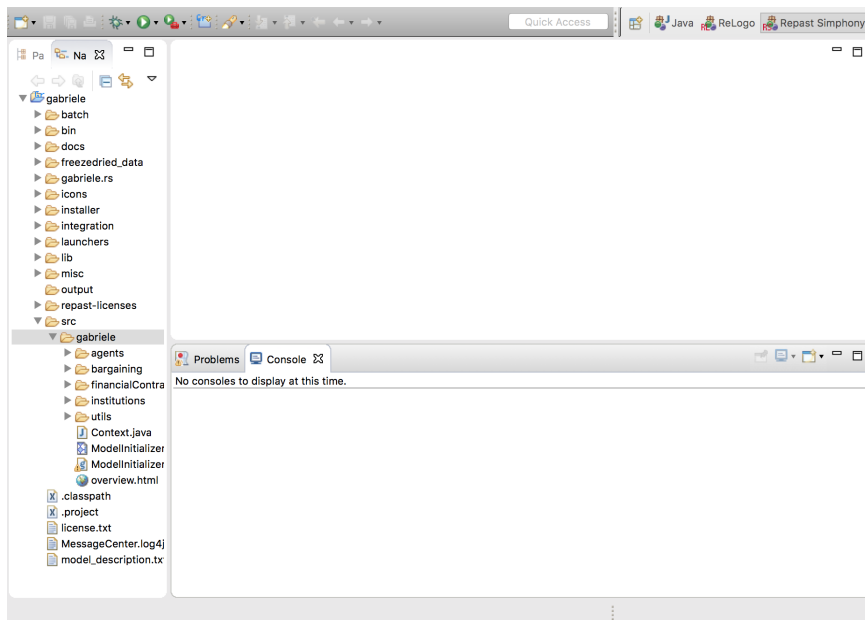 Quick Access
Java
ReLogo
Repast Simphony
Pa
Na
gabriele
batch
bin
docs
freezedried_data
gabriele.rs
icons
installer
integration
launchers
lib
misc
output
repast-licenses
src
gabriele
agents
bargaining
financialContra
institutions
utils
Context.java
ModelInitializer
ModelInitializer
overview.html
.classpath
.project
license.txt
MessageCenter.log4j
model_description.tx
Problems
Console
No consoles to display at this time.